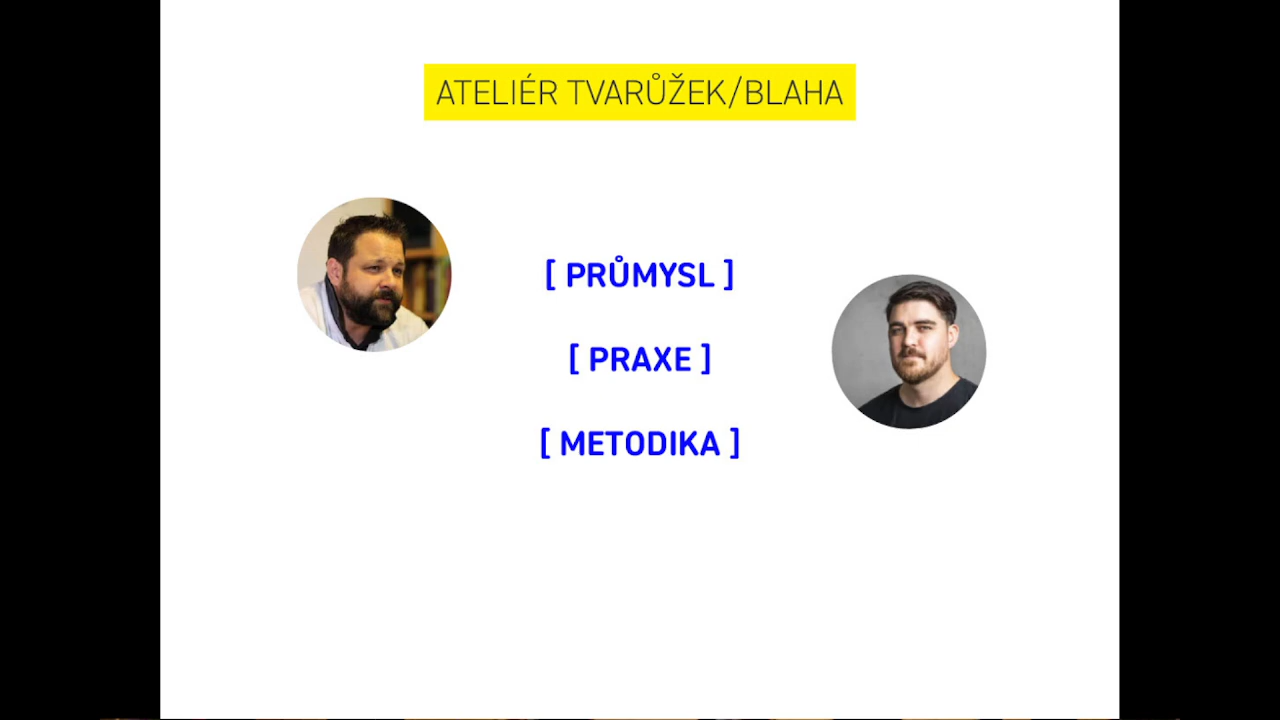 ATELIÉR TVARŮŽEK/BLAHA
[ PRŮMYSL ]
[ PRAXE ]
[ METODIKA ]